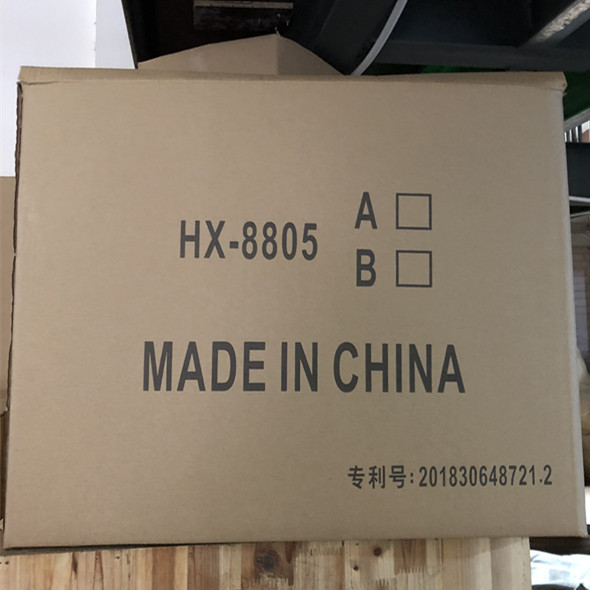 HX-8805
A □
B □
MADE IN CHINA
专利号:201830648721.2